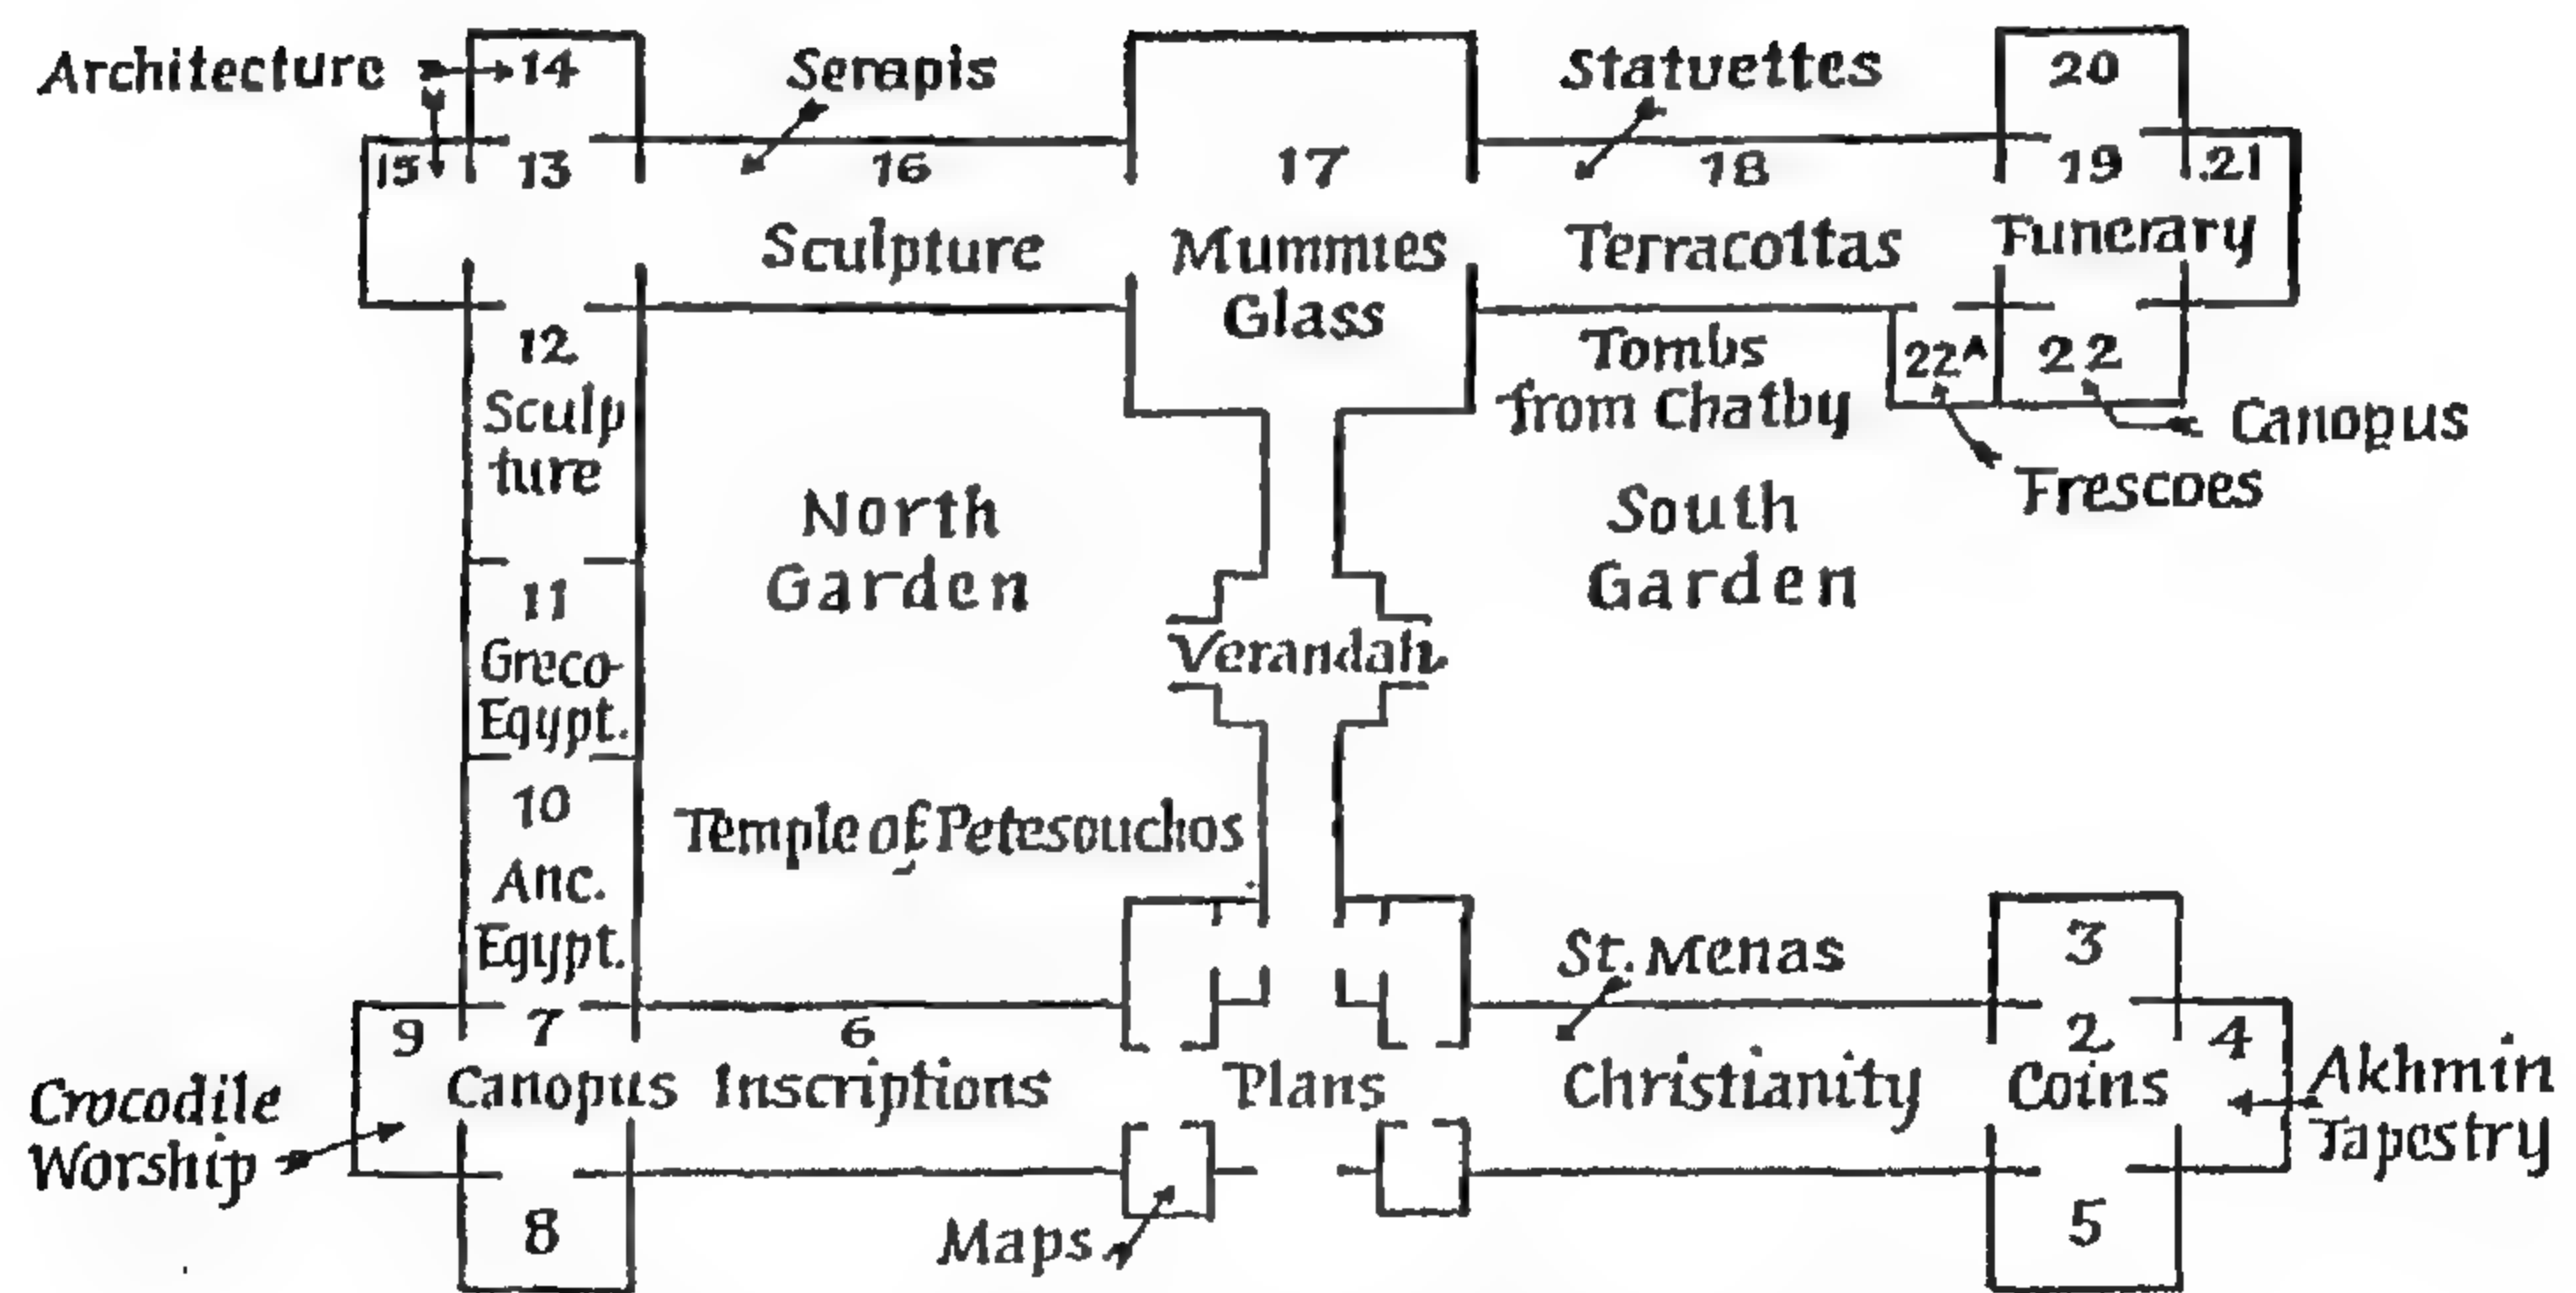 Architecture
14
Serapis
Statuettes
20
15
13
16
17
18
19
21
Sculpture
Mummies
Glass
Terracottas
Funerary
12
Sculp
ture
Tombs
from Chatby
22A
22
Canopus
Frescoes
North
Garden
South
Garden
11
Greco-
Egypt.
Verandah
10
Anc.
Egypt.
Temple of Petesouchos
St. Menas
3
9
7
6
2
4
Crocodile
Worship
Canopus
Inscriptions
Plans
Christianity
Coins
Akhmin
Tapestry
8
Maps
5